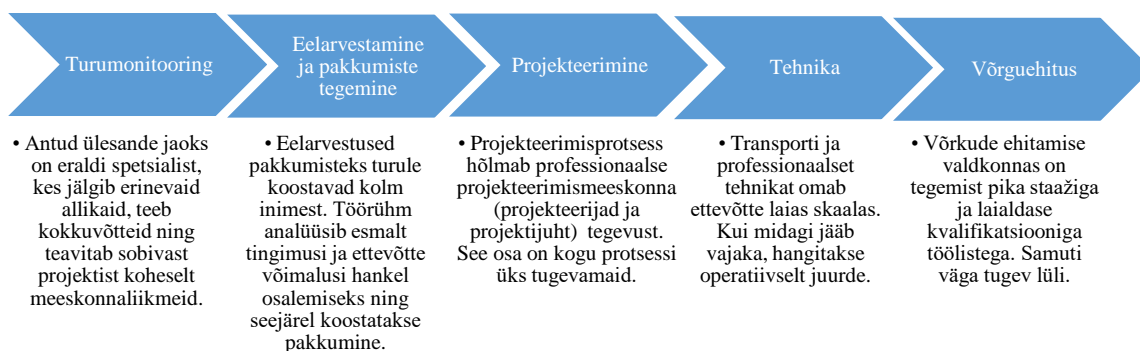 Turumonitooring
Eelarvestamine
ja pakkumiste
tegemine
Projekteerimine
Tehnika
Võrguehitus
• Antud ülesande jaoks
on eraldi spetsialist,
kes jälgib erinevaid
allikaid, teeb
kokkuvõtteid ning
teavitab sobivast
projektist koheselt
meeskonnaliikmeid.
• Eelarvestused
pakkumisteks turule
koostavad kolm
inimest. Töörühm
analüüsib esmalt
tingimusi ja ettevõtte
võimalusi hankel
osalemiseks ning
seejärel koostatakse
pakkumine.
• Projekteerimisprotsess
hõlmab professionaalse
projekteerimismeeskonna
(projekteerijad ja
projektijuht) tegevust.
See osa on kogu protsessi
üks tugevamaid.
• Transporti ja
professionaalset
tehnikat omab
ettevõtte laias skaalas.
Kui midagi jääb
vajaka, hangitakse
operatiivselt juurde.
• Võrkude ehitamise
valdkonnas on
tegemist pika staažiga
ja laialdase
kvalifikatsiooniga
töölistega. Samuti
väga tugev lüli.